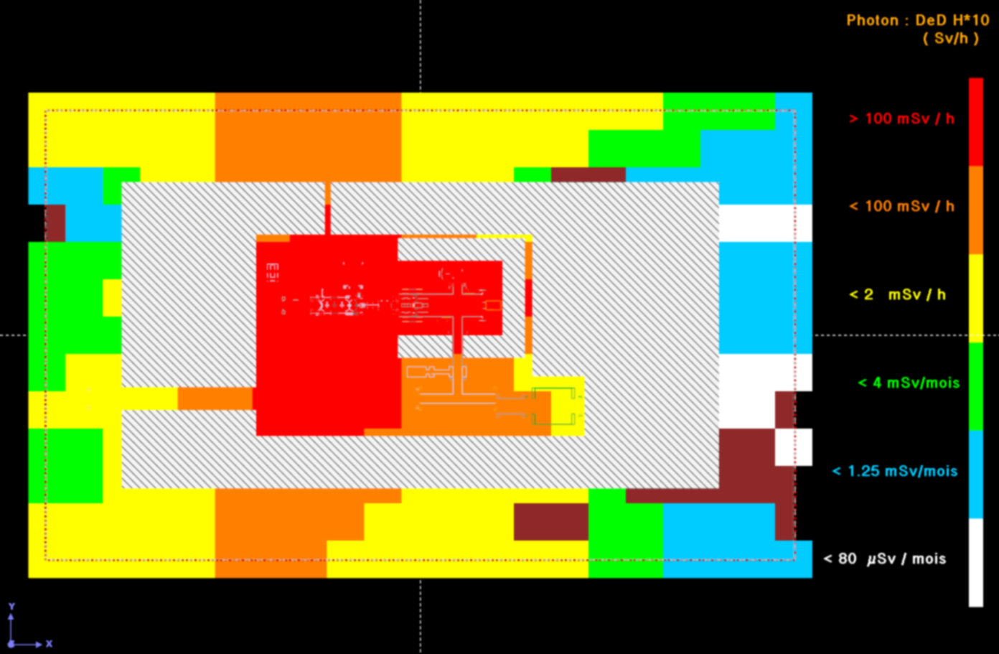 Photon : DeD H*10
( Sv/h )
> 100 mSv / h
< 100 mSv / h
< 2 mSv / h
< 4 mSv/mois
< 1.25 mSv/mois
< 80 µSv / mois
Y
X